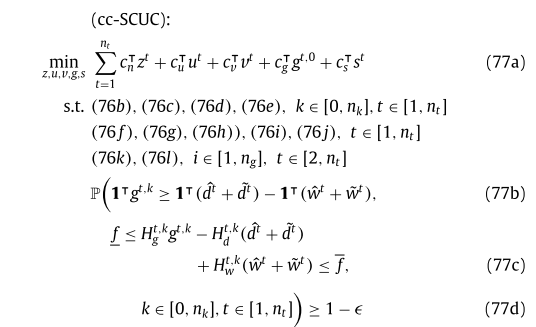 (cc-SCUC):
min_{z,u,v,g,s} ∑_{t=1}^{n_t} c_n^⊤ z^t + c_u^⊤ u^t + c_v^⊤ v^t + c_g^⊤ g^{t,0} + c_s^⊤ s^t (77a)
s.t. (76b), (76c), (76d), (76e), k ∈ [0, n_k], t ∈ [1, n_t]
(76f), (76g), (76h)), (76i), (76j), t ∈ [1, n_t]
(76k), (76l), i ∈ [1, n_g], t ∈ [2, n_t]
ℙ(1^⊤ g^{t,k} ≥ 1^⊤ (d̂^t + d̃^t) − 1^⊤ (ŵ^t + w̃^t), (77b)
f̲ ≤ H_g^{t,k} g^{t,k} − H_d^{t,k} (d̂^t + d̃^t)
+ H_w^{t,k} (ŵ^t + w̃^t) ≤ f̅, (77c)
k ∈ [0, n_k], t ∈ [1, n_t]) ≥ 1 − ϵ (77d)